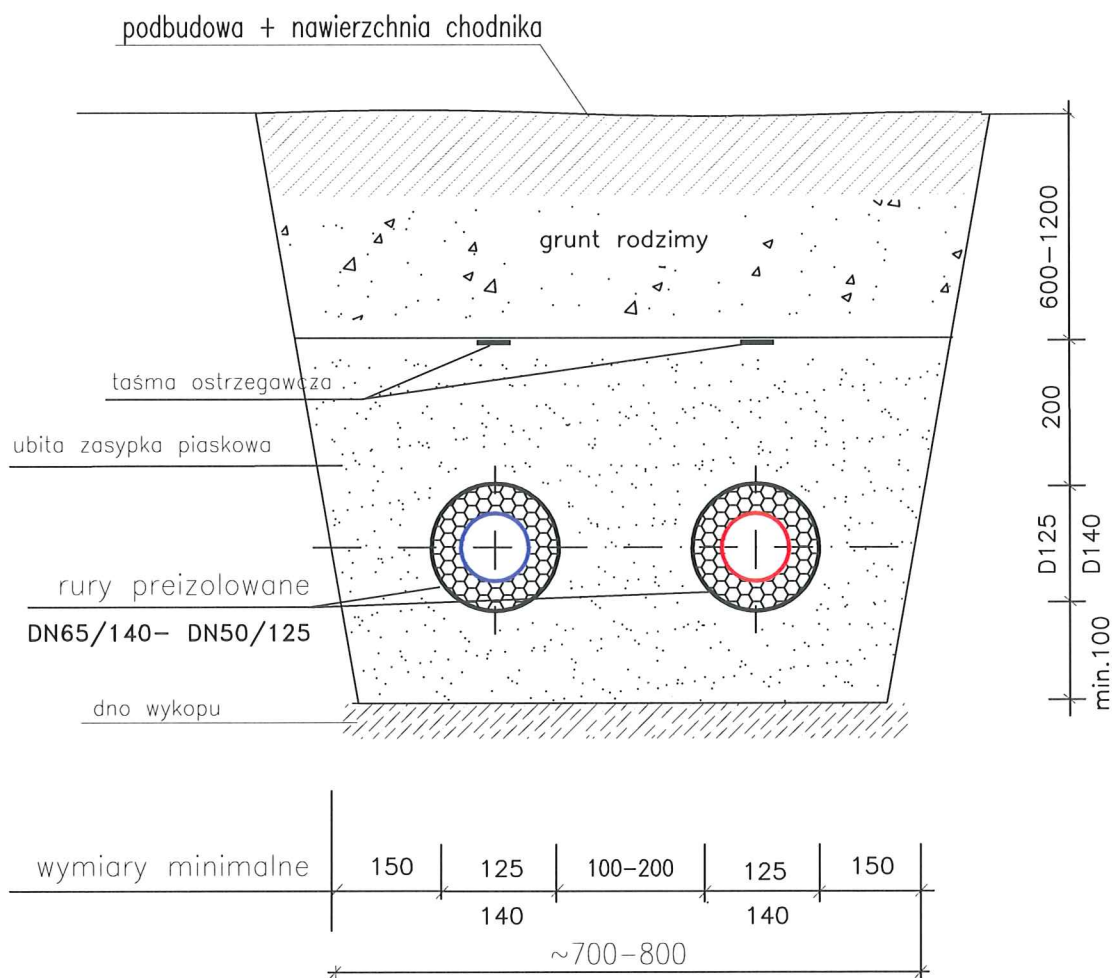 podbudowa + nawierzchnia chodnika
grunt rodzimy
600-1200
taśma ostrzegawcza
200
ubita zasypka piaskowa
D125
D140
rury preizolowane
DN65/140- DN50/125
min.100
dno wykopu
wymiary minimalne
150
125
100-200
125
150
140
140
~700-800